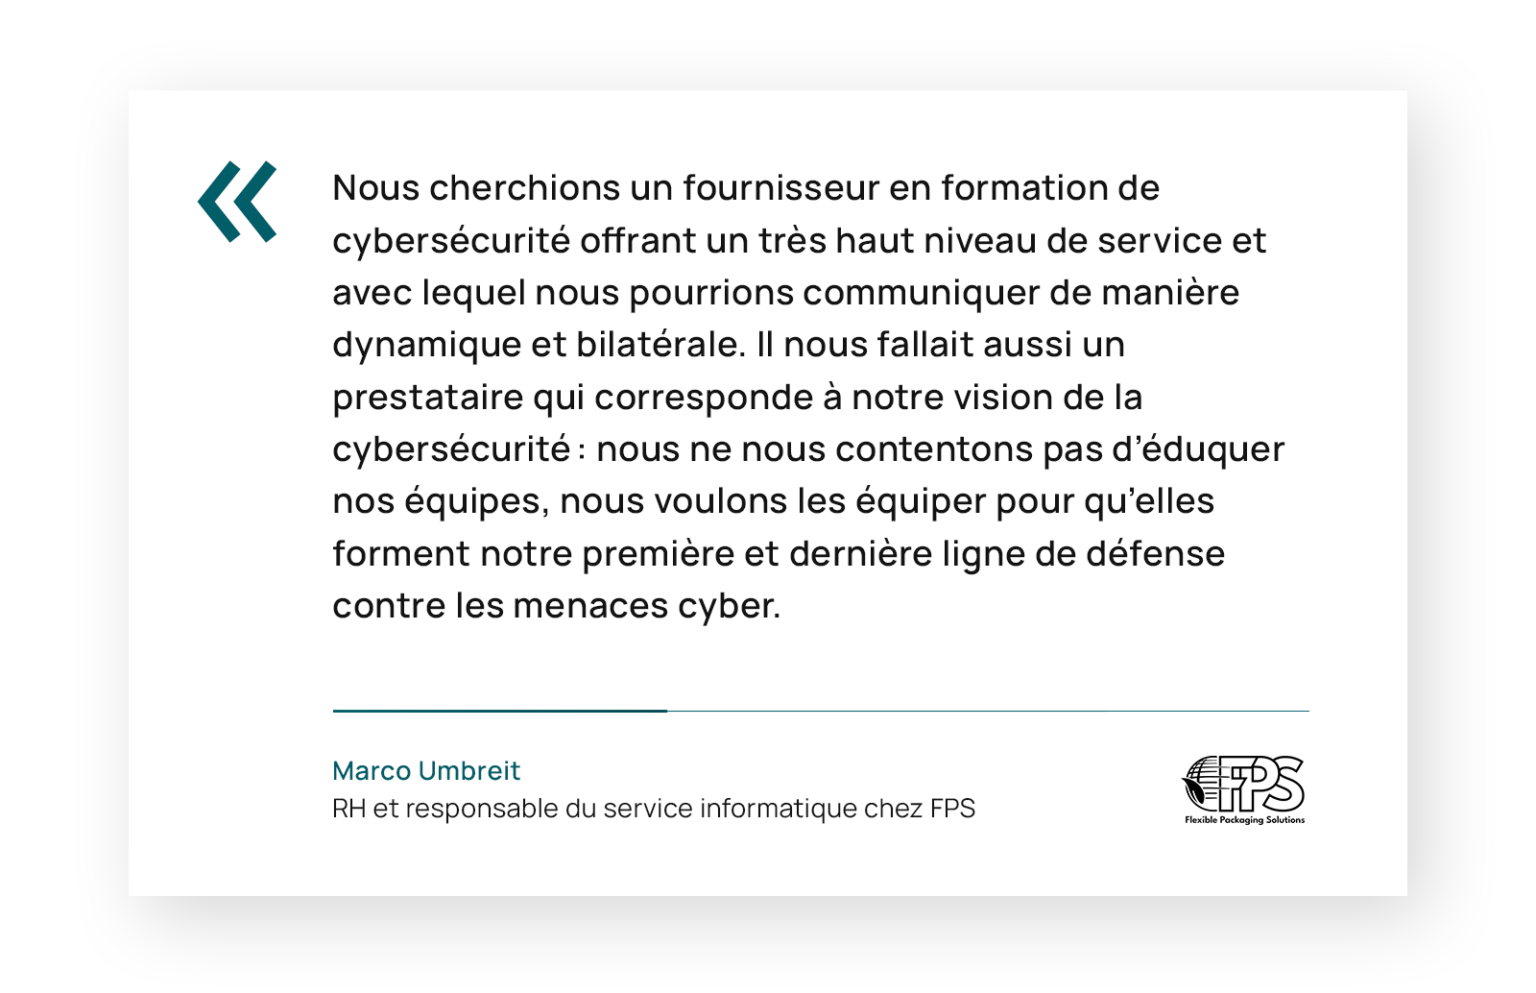 «
Nous cherchions un fournisseur en formation de
cybersécurité offrant un très haut niveau de service et
avec lequel nous pourrions communiquer de manière
dynamique et bilatérale. Il nous fallait aussi un
prestataire qui corresponde à notre vision de la
cybersécurité : nous ne nous contentons pas d’éduquer
nos équipes, nous voulons les équiper pour qu’elles
forment notre première et dernière ligne de défense
contre les menaces cyber.
Marco Umbreit
RH et responsable du service informatique chez FPS
FPS
Flexible Packaging Solutions